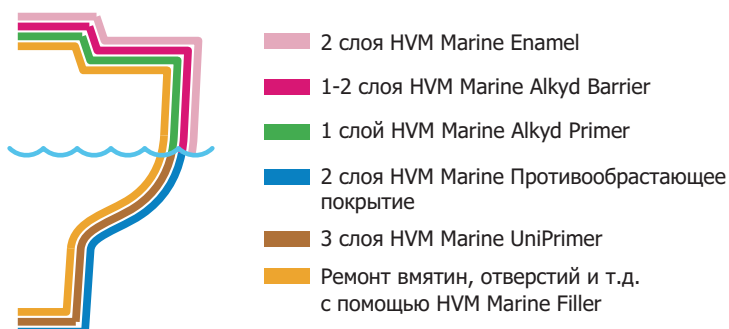 2 слоя HVM Marine Enamel
1-2 слоя HVM Marine Alkyd Barrier
1 слой HVM Marine Alkyd Primer
2 слоя HVM Marine Противообрастающее
покрытие
3 слоя HVM Marine UniPrimer
Ремонт вмятин, отверстий и т.д.
с помощью HVM Marine Filler